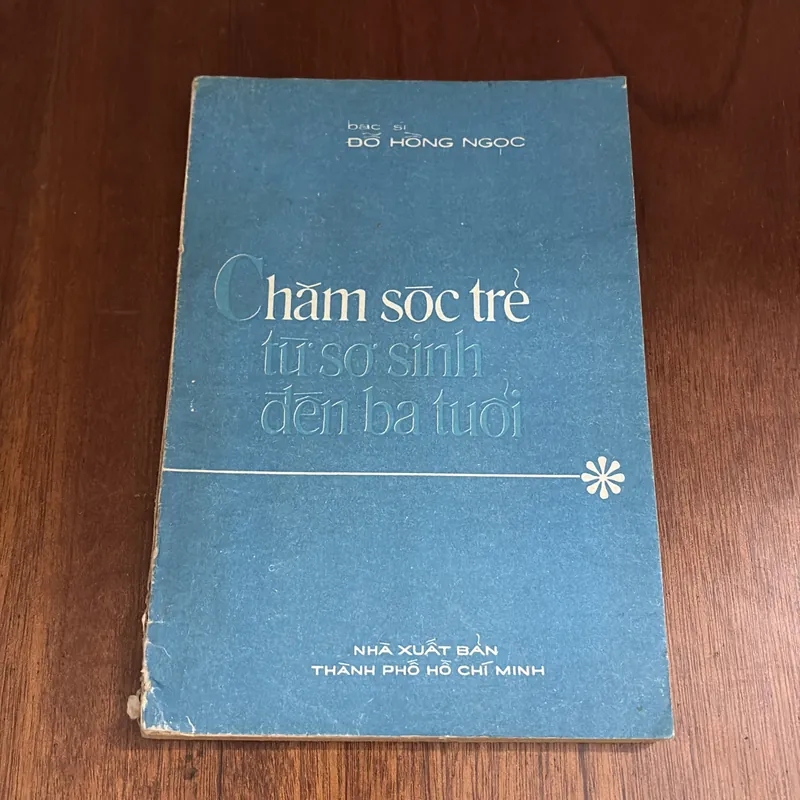 bác sĩ
ĐỖ HỒNG NGỌC
Chăm sóc trẻ
từ sơ sinh
đến ba tuổi
NHÀ XUẤT BẢN
THÀNH PHỐ HỒ CHÍ MINH